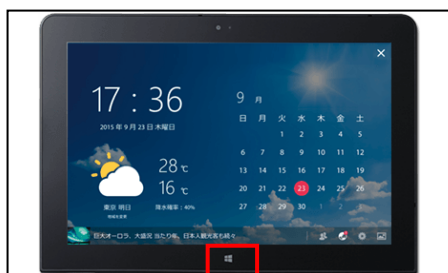 17 : 36
2015 年 9 月 23 日 木曜日
28 ℃
16 ℃
東京 明日
降水確率 : 40%
9 月
日 月 火 水 木 金 土
1 2 3 4 5
6 7 8 9 10 11 12
13 14 15 16 17 18 19
20 21 22 23 24 25 26
27 28 29 30 1 2 3
巨大オーロラ、大盛況 当たり年、日本人観光客も続々